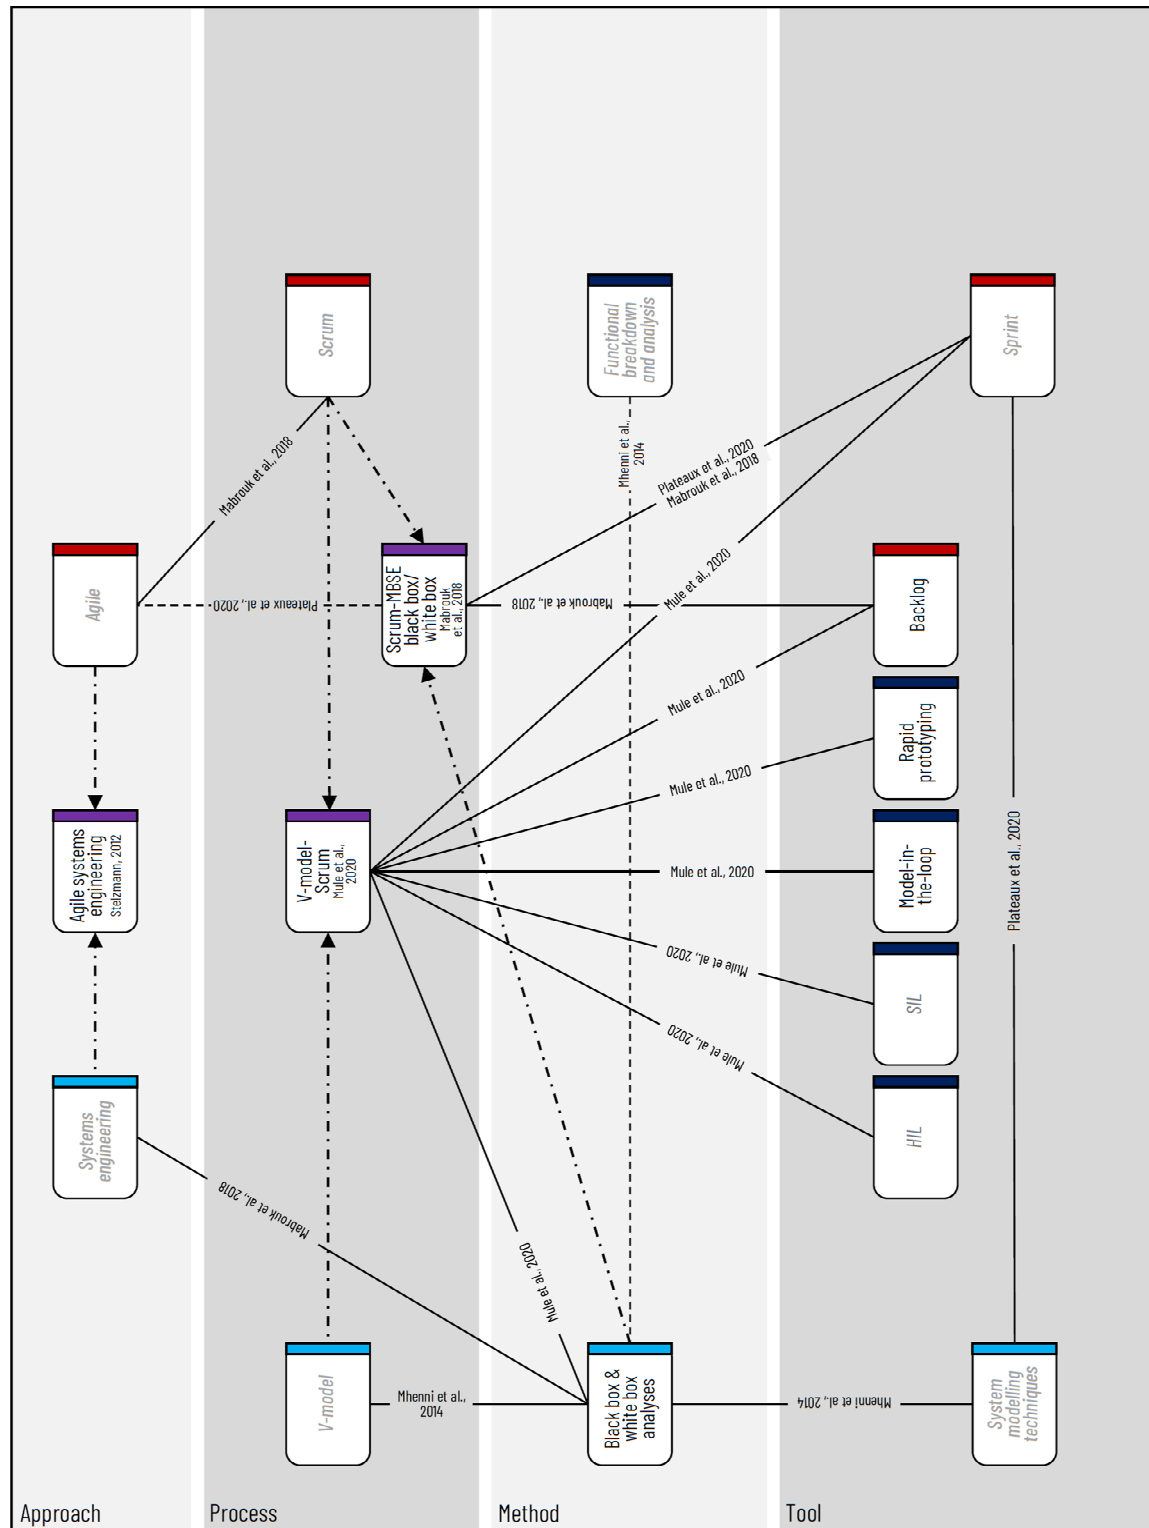 Scrum
Functional
breakdown
and analysis
Sprint
Mabrouk et al., 2018
Mhenni et al.,
2014
Plateaux et al., 2020
Mabrouk et al., 2018
Agile
Plateaux et al., 2020
Scrum-MBSE
black box/
white box
Mabrouk
et al., 2018
Mabrouk et al., 2018
Mule et al., 2020
Backlog
Mule et al., 2020
Rapid
prototyping
Mule et al., 2020
Agile systems
engineering
Stelzmann, 2012
V-model-
Scrum
Mule et al.,
2020
Mule et al., 2020
Model-in-
the-loop
Plateaux et al., 2020
Mule et al., 2020
SIL
Mule et al., 2020
HIL
Systems
engineering
Mabrouk et al., 2018
Mule et al., 2020
V-model
Mhenni et al.,
2014
Black box &
white box
analyses
Mhenni et al., 2014
System
modelling
techniques
Approach
Process
Method
Tool